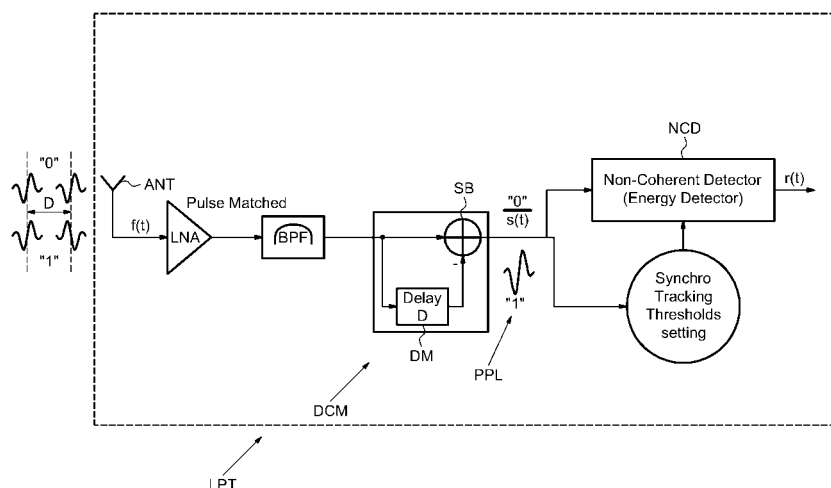 "0"
D
"1"
ANT
f(t)
LNA
Pulse Matched
BPF
SB
-
Delay
D
DM
DCM
LPT
"0"
s(t)
"1"
PPL
NCD
Non-Coherent Detector
(Energy Detector)
r(t)
Synchro
Tracking
Thresholds
setting